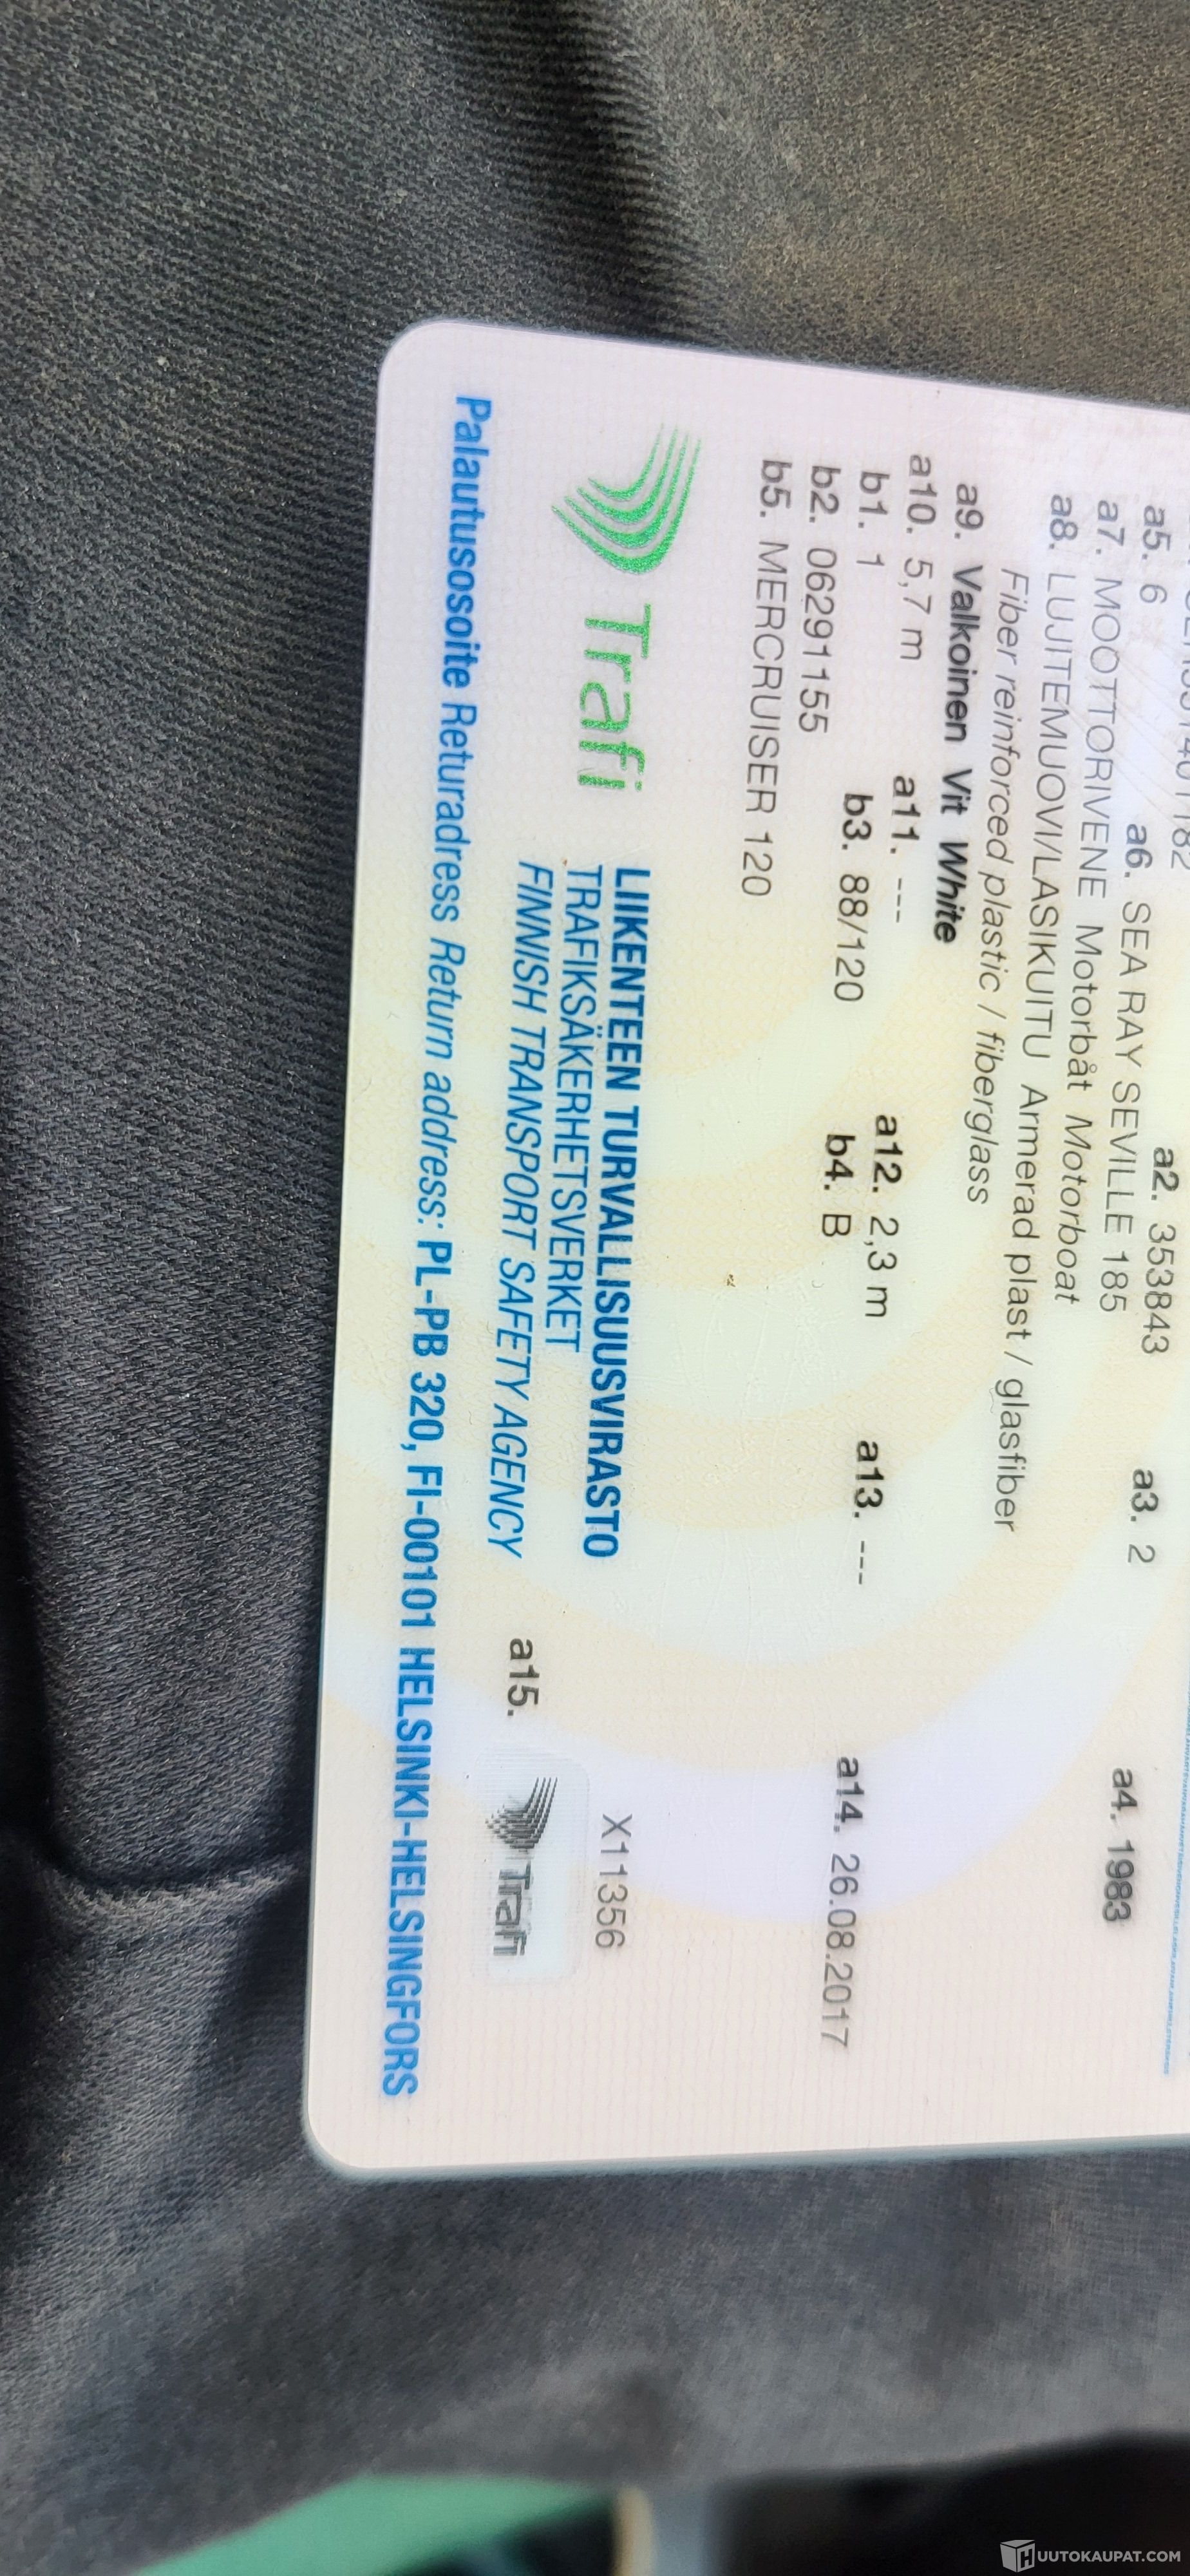 a2. 353843 a3. 2 a4. 1983
a5. 6 a6. SEA RAY SEVILLE 185
a7. MOOTTORIVENE Motorbåt Motorboat
a8. LUJITEMUOVI/LASIKUITU Armerad plast / glasfiber
Fiber reinforced plastic / fiberglass
a9. Valkoinen Vit White
a10. 5,7 m a11. --- a12. 2,3 m a13. --- a14. 26.08.2017
b1. 1 b3. 88/120 b4. B
b2. 06291155
b5. MERCRUISER 120
X11356
Trafi LIIKENTEEN TURVALLISUUSVIRASTO
TRAFIKSÄKERHETSVERKET
FINNISH TRANSPORT SAFETY AGENCY a15. Trafi
Palautusosoite Returadress Return address: PL-PB 320, FI-00101 HELSINKI-HELSINGFORS
HUUTOKAUPAT.COM